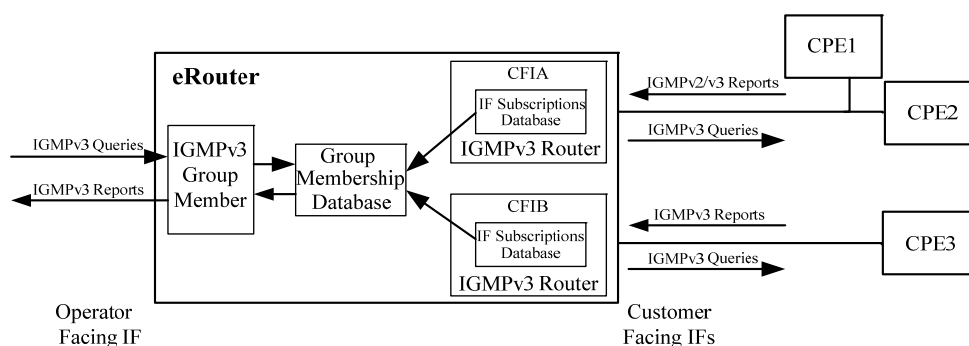 CPE1
eRouter
CFIA
IGMPv2/v3 Reports
IF Subscriptions
Database
CPE2
IGMPv3 Queries
IGMPv3
Group
Member
Group
Membership
Database
IGMPv3 Router
IGMPv3 Queries
IGMPv3 Reports
CFIB
IGMPv3 Reports
IF Subscriptions
Database
CPE3
IGMPv3 Queries
IGMPv3 Router
Operator
Facing IF
Customer
Facing IFs